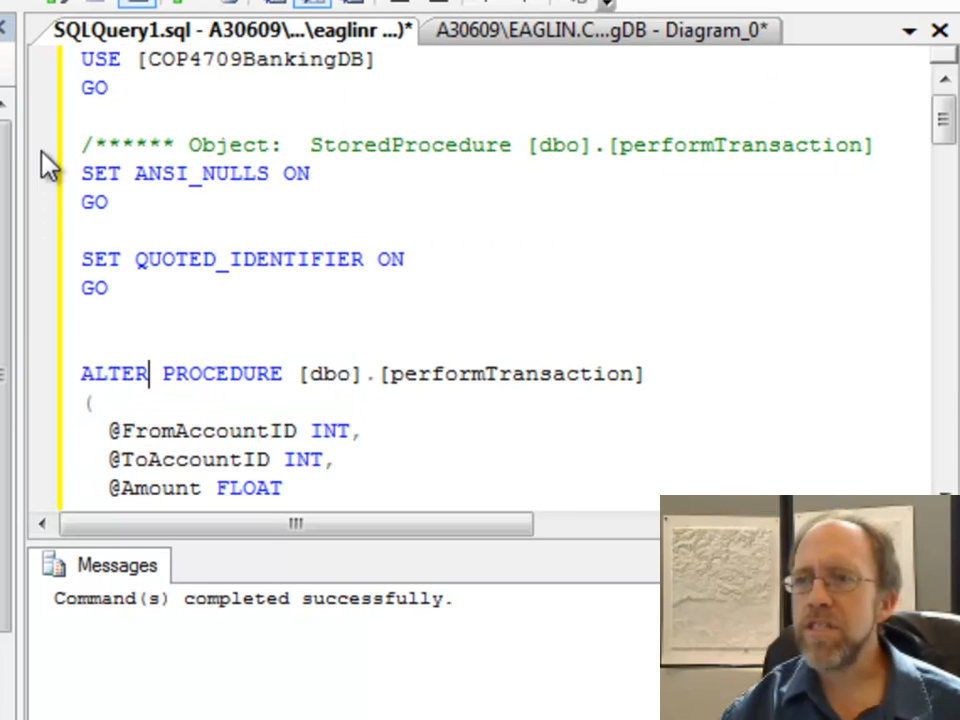 SQLQuery1.sql - A30609\...\eaglinr ...)*
A30609\EAGLIN.C...gDB - Diagram_0*
USE [COP4709BankingDB]
GO
/****** Object:  StoredProcedure [dbo].[performTransaction]
SET ANSI_NULLS ON
GO
SET QUOTED_IDENTIFIER ON
GO
ALTER PROCEDURE [dbo].[performTransaction]
(
@FromAccountID INT,
@ToAccountID INT,
@Amount FLOAT
Messages
Command(s) completed successfully.